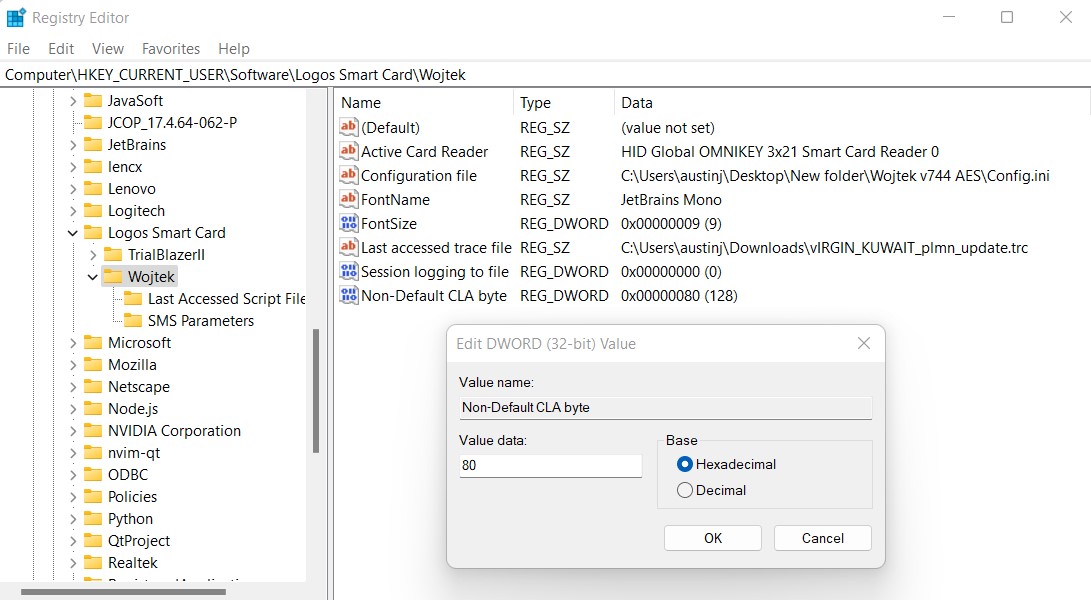 Registry Editor
File Edit View Favorites Help
Computer\HKEY_CURRENT_USER\Software\Logos Smart Card\Wojtek
JavaSoft
JCOP_17.4.64-062-P
JetBrains
lencx
Lenovo
Logitech
Logos Smart Card
TrialBlazerII
Wojtek
Last Accessed Script File
SMS Parameters
Microsoft
Mozilla
Netscape
Node.js
NVIDIA Corporation
nvim-qt
ODBC
Policies
Python
QtProject
Realtek
Name Type Data
(Default) REG_SZ (value not set)
Active Card Reader REG_SZ HID Global OMNIKEY 3x21 Smart Card Reader 0
Configuration file REG_SZ C:\Users\austinj\Desktop\New folder\Wojtek v744 AES\Config.ini
FontName REG_SZ JetBrains Mono
FontSize REG_DWORD 0x00000009 (9)
Last accessed trace file REG_SZ C:\Users\austinj\Downloads\vIRGIN_KUWAIT_plmn_update.trc
Session logging to file REG_DWORD 0x00000000 (0)
Non-Default CLA byte REG_DWORD 0x00000080 (128)
Edit DWORD (32-bit) Value
Value name:
Non-Default CLA byte
Value data:
80
Base
Hexadecimal
Decimal
OK Cancel